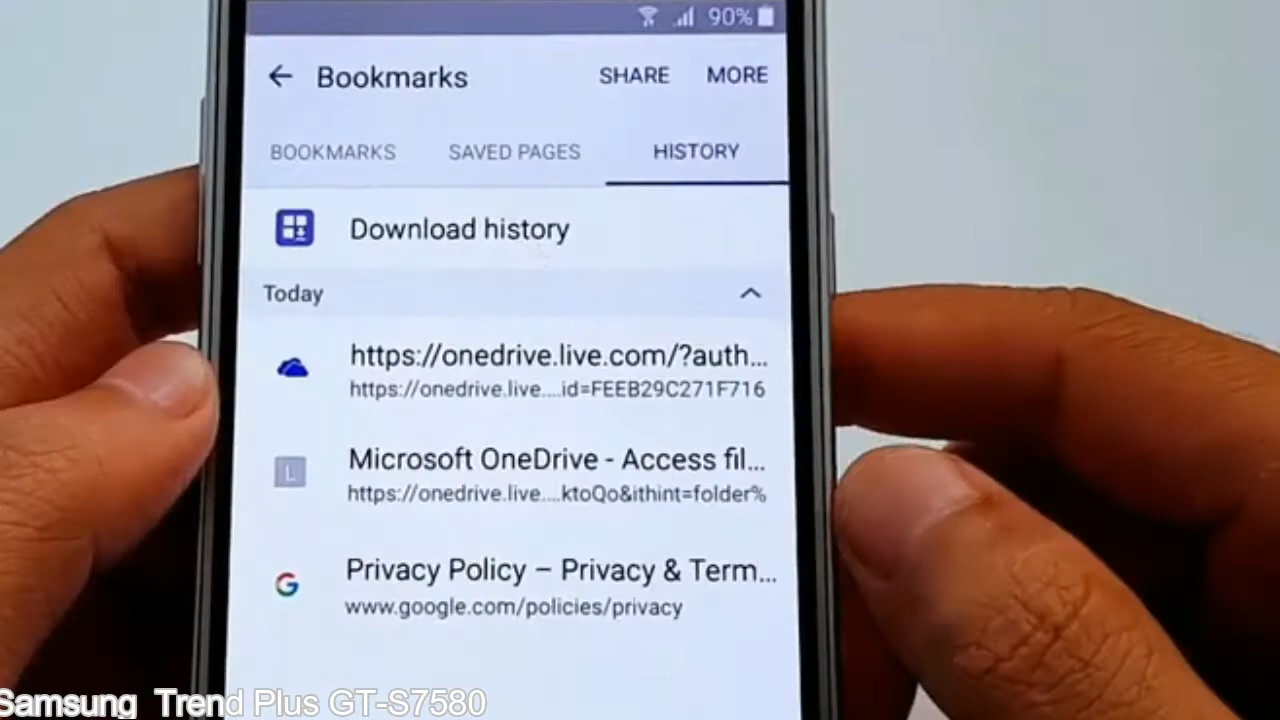 90%
Bookmarks SHARE MORE
BOOKMARKS SAVED PAGES HISTORY
Download history
Today
https://onedrive.live.com/?auth...
https://onedrive.live....id=FEEB29C271F716
L
Microsoft OneDrive - Access fil...
https://onedrive.live....ktoQo&ithint=folder%
G
Privacy Policy – Privacy & Term...
www.google.com/policies/privacy
Samsung Trend Plus GT-S7580